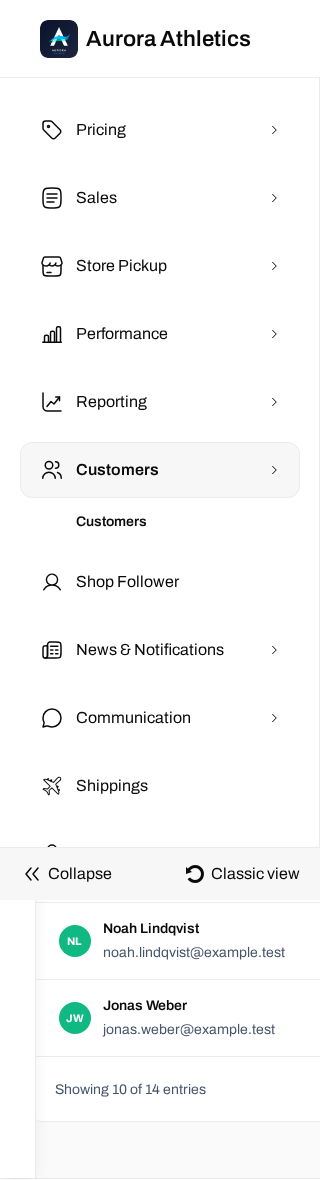 Aurora Athletics
Pricing
Sales
Store Pickup
Performance
Reporting
Customers
Customers
Shop Follower
News & Notifications
Communication
Shippings
Collapse
Classic view
NL
Noah Lindqvist
noah.lindqvist@example.test
JW
Jonas Weber
jonas.weber@example.test
Showing 10 of 14 entries